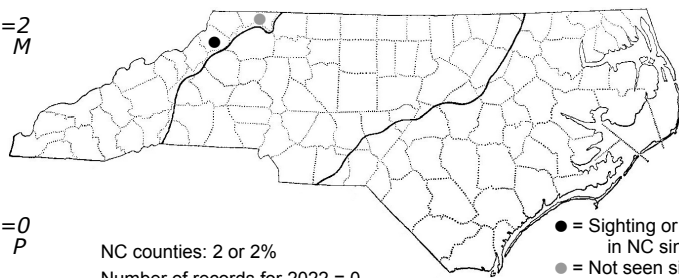 =2
M
=0
P
NC counties: 2 or 2%
● = Sighting or
in NC sin
● = Not seen si
Number of records for 2022 = 0